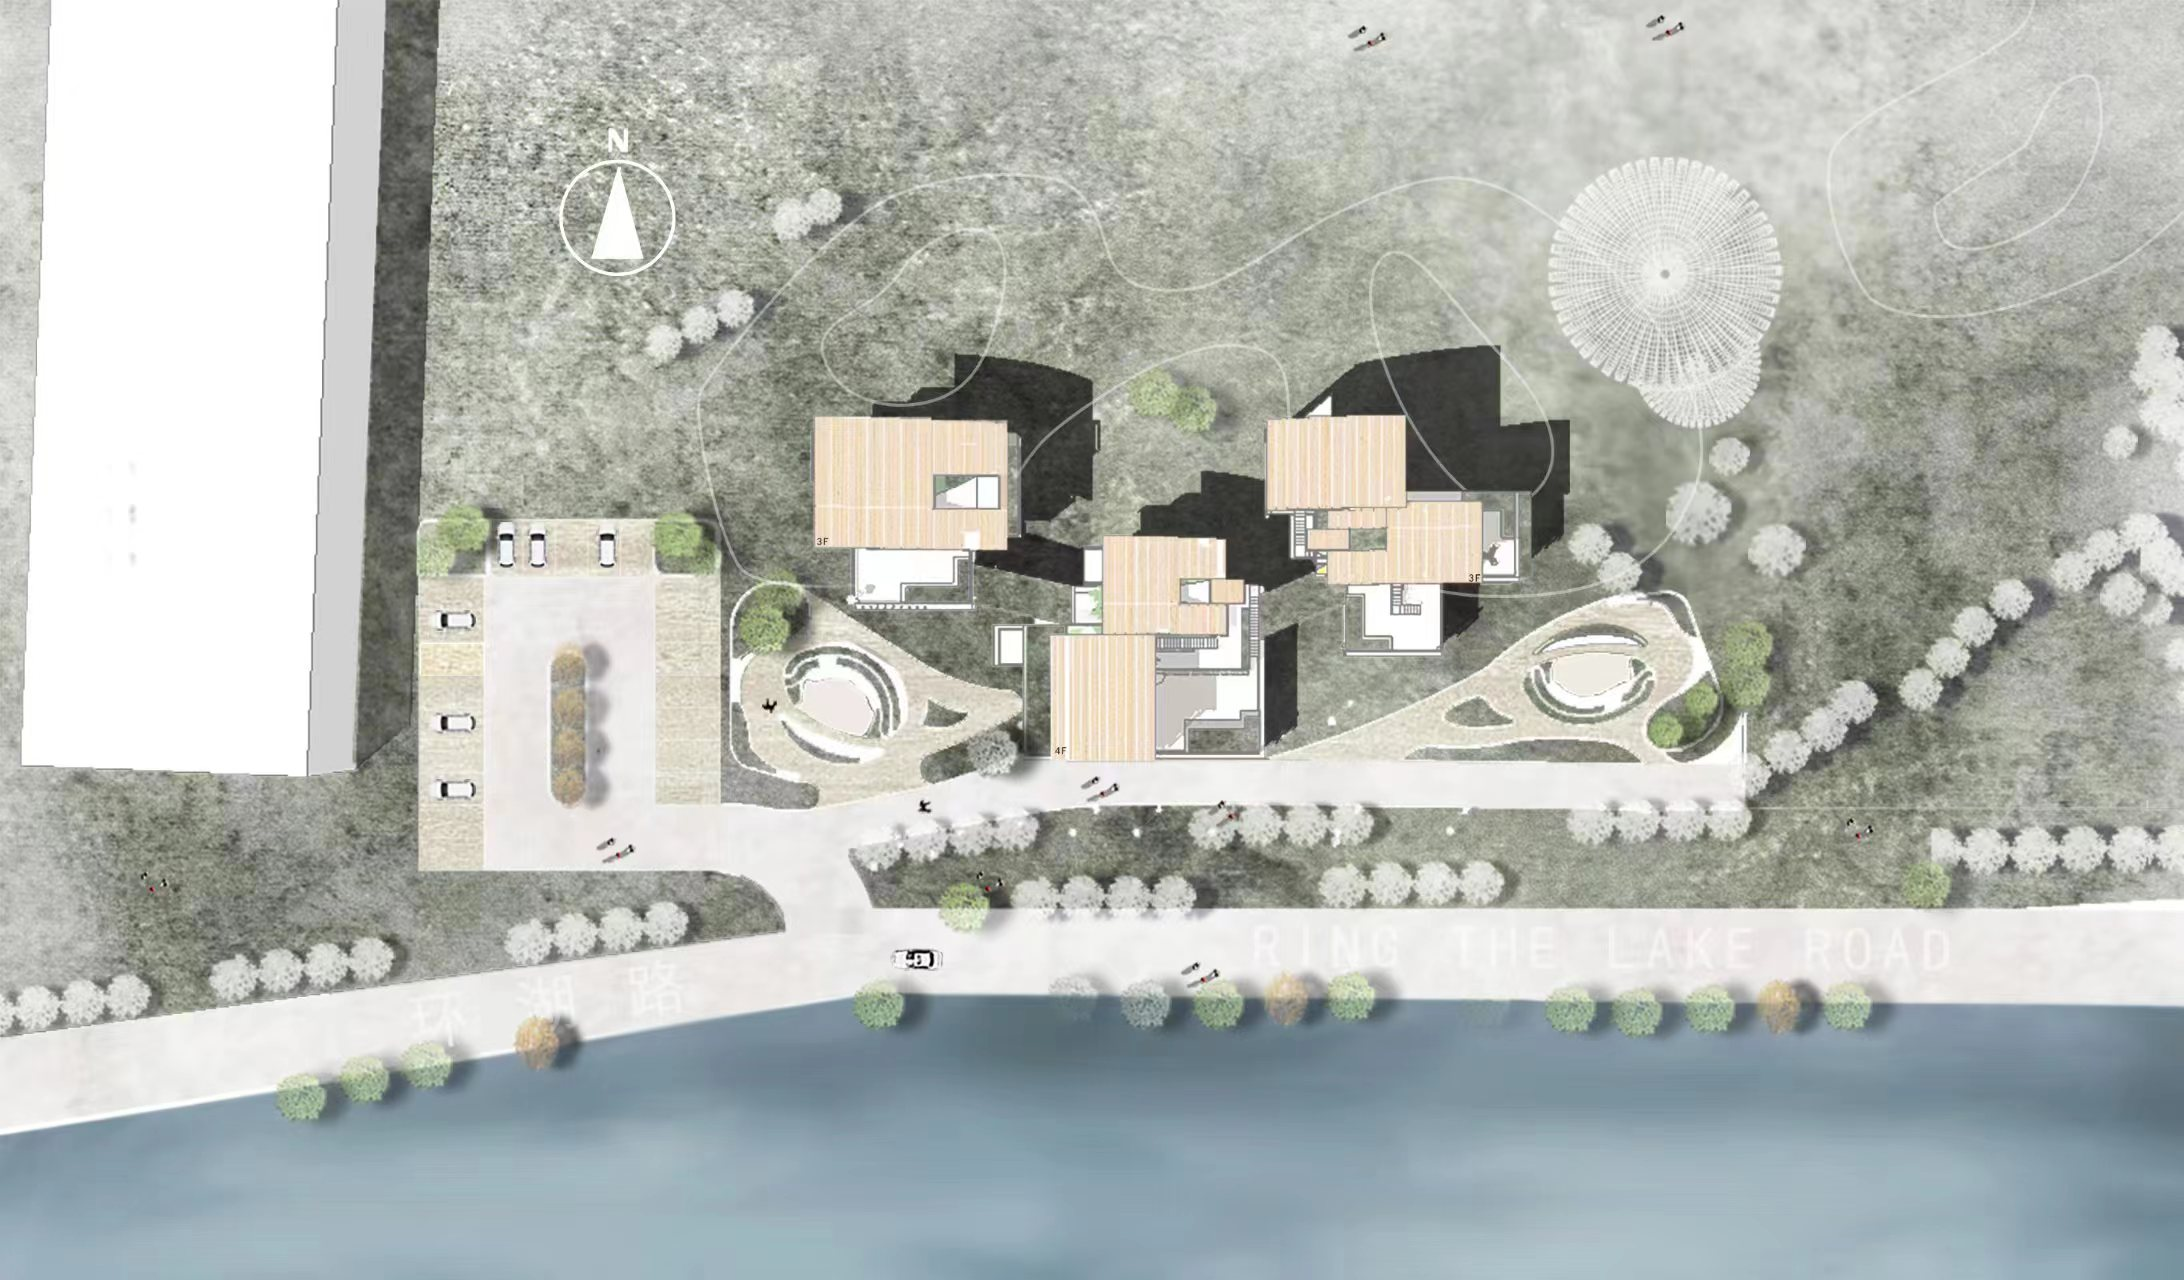 N
3F
3F
4F
RING THE LAKE ROAD
环湖路